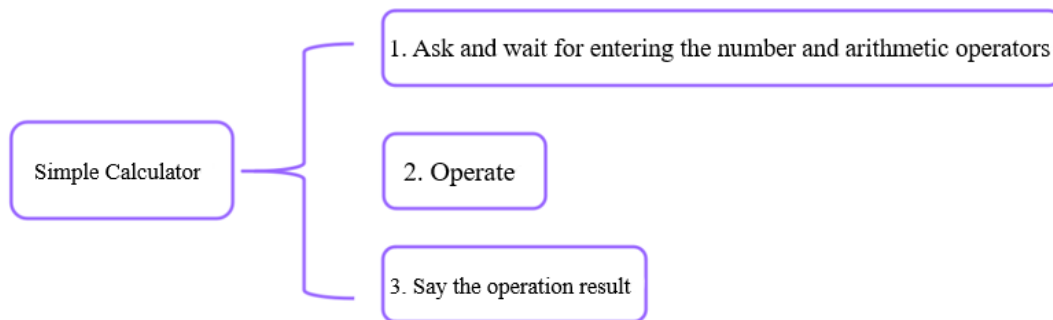 1. Ask and wait for entering the number and arithmetic operators
Simple Calculator
2. Operate
3. Say the operation result